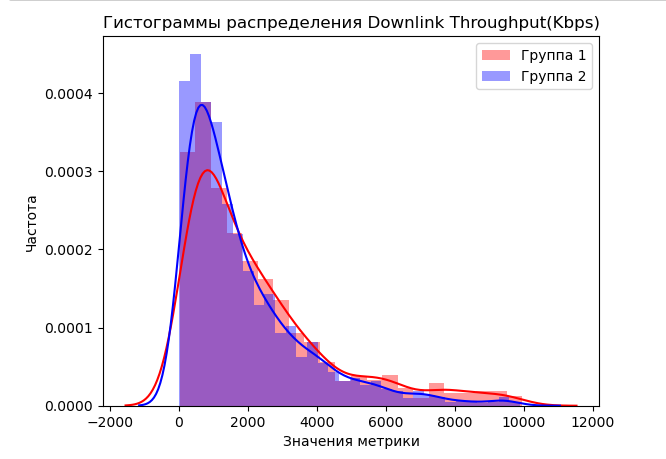 Гистограммы распределения Downlink Throughput(Kbps)
Группа 1
Группа 2
Частота
0.0004
0.0003
0.0002
0.0001
0.0000
−2000 0 2000 4000 6000 8000 10000 12000
Значения метрики